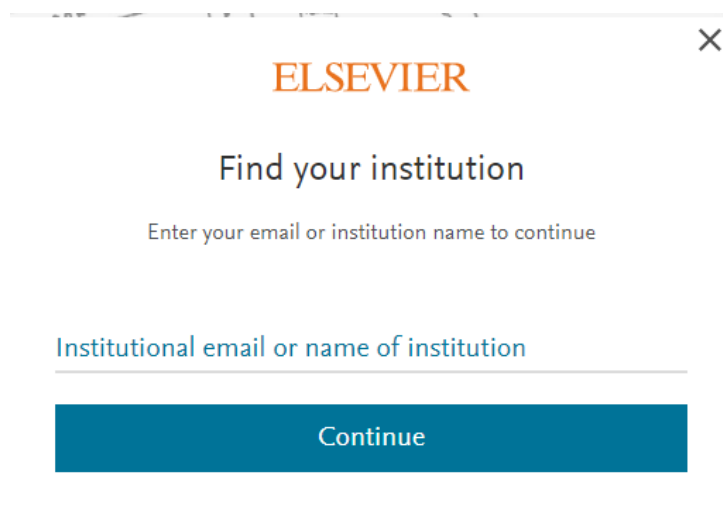 ELSEVIER
Find your institution
Enter your email or institution name to continue
Institutional email or name of institution
Continue